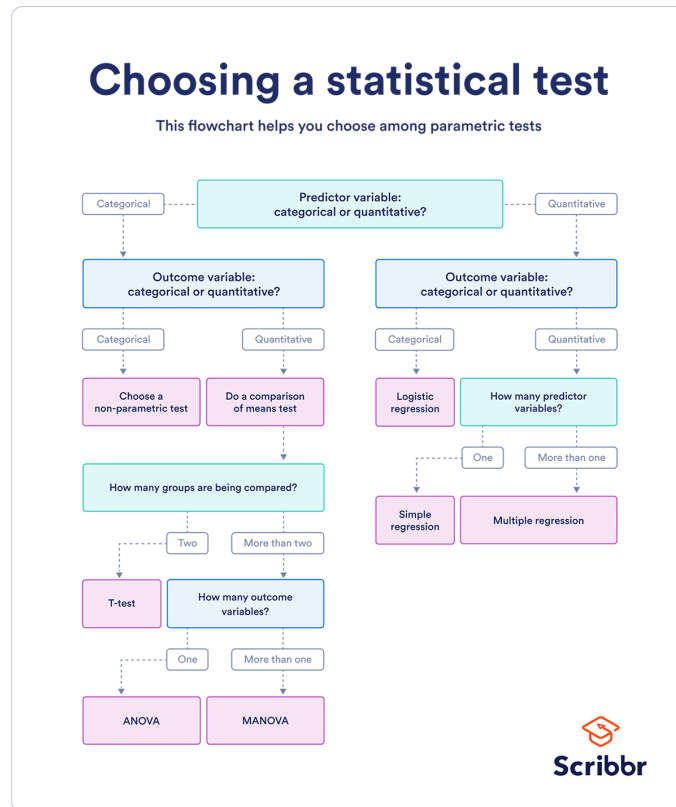 Choosing a statistical test
This flowchart helps you choose among parametric tests
Categorical
Predictor variable:
categorical or quantitative?
Quantitative
Outcome variable:
categorical or quantitative?
Outcome variable:
categorical or quantitative?
Categorical
Quantitative
Categorical
Quantitative
Choose a
non-parametric test
Do a comparison
of means test
Logistic
regression
How many predictor
variables?
One
More than one
How many groups are being compared?
Simple
regression
Multiple regression
Two
More than two
T-test
How many outcome
variables?
One
More than one
ANOVA
MANOVA
Scribbr